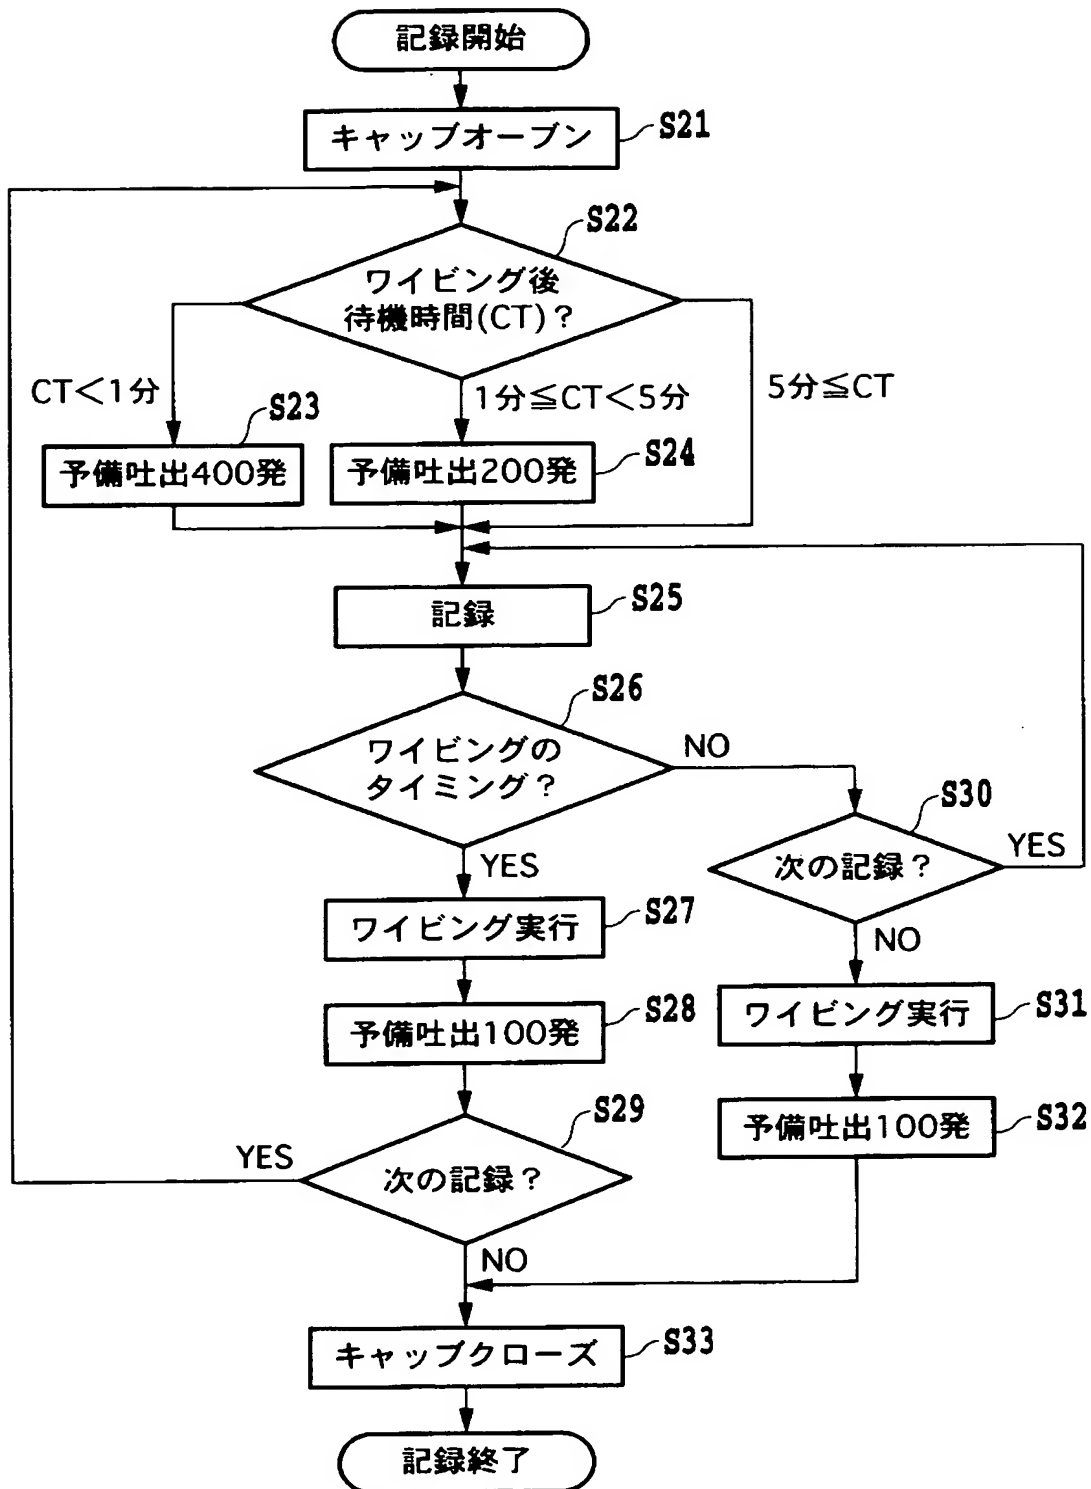 記録開始
キャップオープン
S21
S22
ワイピング後
待機時間(CT)?
CT<1分
1分≦CT<5分
5分≦CT
S23
予備吐出400発
予備吐出200発
S24
記録
S25
S26
ワイピングの
タイミング?
NO
YES
S30
次の記録?
YES
NO
ワイピング実行
S27
予備吐出100発
S28
ワイピング実行
S31
予備吐出100発
S32
S29
次の記録?
YES
NO
キャップクローズ
S33
記録終了